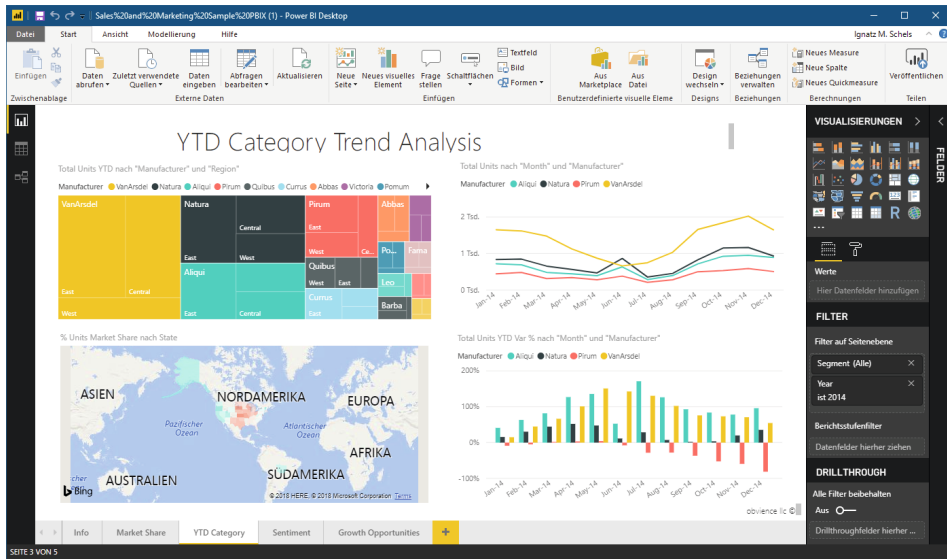 Sales%20and%20Marketing%20Sample%20PBIX (1) - Power BI Desktop
Datei Start Ansicht Modellierung Hilfe Ignatz M. Schels
Einfügen
Daten abrufen
Zuletzt verwendete Quellen
Daten eingeben
Abfragen bearbeiten
Aktualisieren
Neue Seite
Neues visuelles Element
Frage stellen
Schaltflächen
Textfeld
Bild
Formen
Aus Marketplace
Aus Datei
Design wechseln
Beziehungen verwalten
Neues Measure
Neue Spalte
Neues Quickmeasure
Veröffentlichen
Zwischenablage Externe Daten Einfügen Benutzerdefinierte visuelle Eleme Designs Beziehungen Berechnungen Teilen
YTD Category Trend Analysis
Total Units YTD nach "Manufacturer" und "Region"
Manufacturer VanArsdel Natura Aliqui Pirum Quibus Currus Abbas Victoria Pomum
VanArsdel
East
Central
West
Natura
Central
East
West
Aliqui
East
Central
Pirum
East
West
Ce...
Quibus
West
East
Currus
East
Abbas
Po...
Fama
Leo
Barba
Total Units nach "Month" und "Manufacturer"
Manufacturer Aliqui Natura Pirum VanArsdel
2 Tsd.
1 Tsd.
0 Tsd.
Jan-14 Feb-14 Mar-14 Apr-14 May-14 Jun-14 Jul-14 Aug-14 Sep-14 Oct-14 Nov-14 Dec-14
% Units Market Share nach State
ASIEN
NORDAMERIKA
EUROPA
Pazifischer Ozean
Atlantischer Ozean
AFRIKA
SÜDAMERIKA
cher
AUSTRALIEN
Bing
© 2018 HERE, © 2018 Microsoft Corporation Terms
Total Units YTD Var % nach "Month" und "Manufacturer"
Manufacturer Aliqui Natura Pirum VanArsdel
200%
100%
0%
-100%
Jan-14 Feb-14 Mar-14 Apr-14 May-14 Jun-14 Jul-14 Aug-14 Sep-14 Oct-14 Nov-14 Dec-14
obvience llc ©
VISUALISIERUNGEN
FELDER
R
...
Werte
Hier Datenfelder hinzufügen
FILTER
Filter auf Seitenebene
Segment (Alle)
Year
ist 2014
Berichtsstufenfilter
Datenfelder hierher ziehen
DRILLTHROUGH
Alle Filter beibehalten
Aus
Drillthroughfelder hierher ...
Info Market Share YTD Category Sentiment Growth Opportunities +
SEITE 3 VON 5